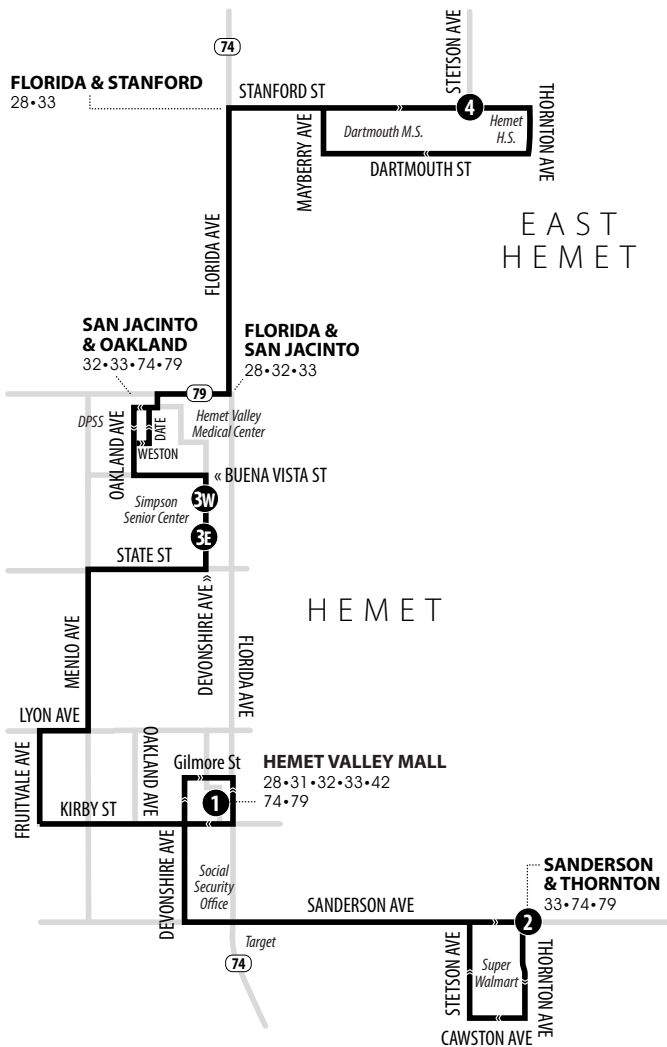 74
STETSON AVE
FLORIDA & STANFORD
28•33
STANFORD ST
THORNTON AVE
4
MAYBERRY AVE
Dartmouth M.S.
Hemet
H.S.
DARTMOUTH ST
EAST
HEMET
FLORIDA AVE
SAN JACINTO
& OAKLAND
32•33•74•79
FLORIDA &
SAN JACINTO
28•32•33
79
DPSS
OAKLAND AVE
DATE
WESTON
Hemet Valley
Medical Center
« BUENA VISTA ST
3W
Simpson
Senior Center
3E
STATE ST
HEMET
MENLO AVE
DEVONSHIRE AVE «
FLORIDA AVE
LYON AVE
FRUITVALE AVE
OAKLAND AVE
Gilmore St
HEMET VALLEY MALL
28•31•32•33•42
74•79
1
KIRBY ST
DEVONSHIRE AVE
Social
Security
Office
SANDERSON AVE
SANDERSON
& THORNTON
33•74•79
2
Target
74
STETSON AVE
Super
Walmart
THORNTON AVE
CAWSTON AVE